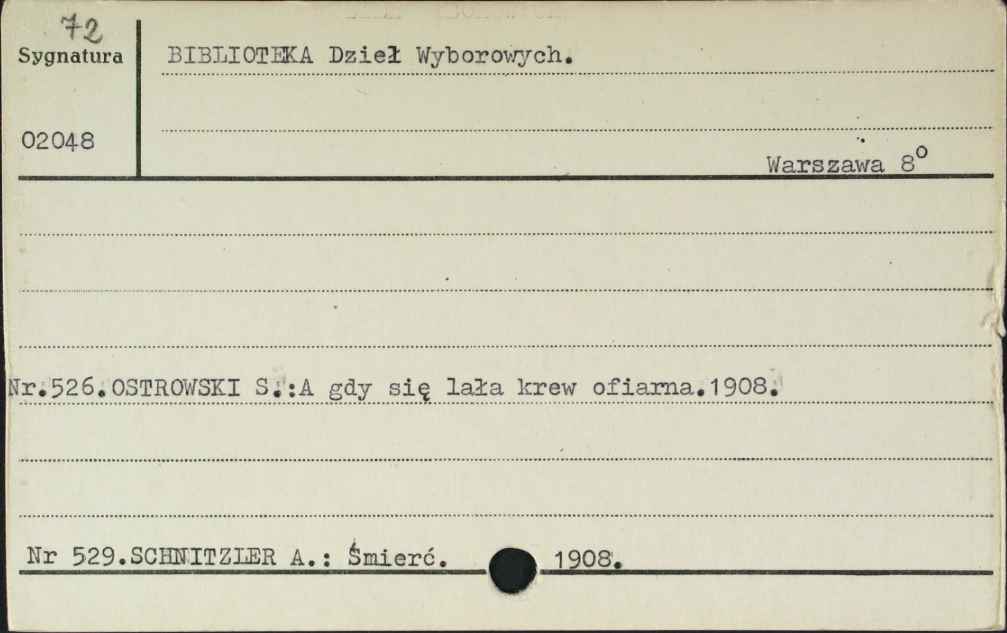 72
Sygnatura
BIBLIOTEKA Dzieł Wyborowych.
02048
Warszawa 8°
Nr.526.OSTROWSKI S.:A gdy się lała krew ofiarna.1908.
Nr 529.SCHNITZLER A.: Śmierć. 1908.